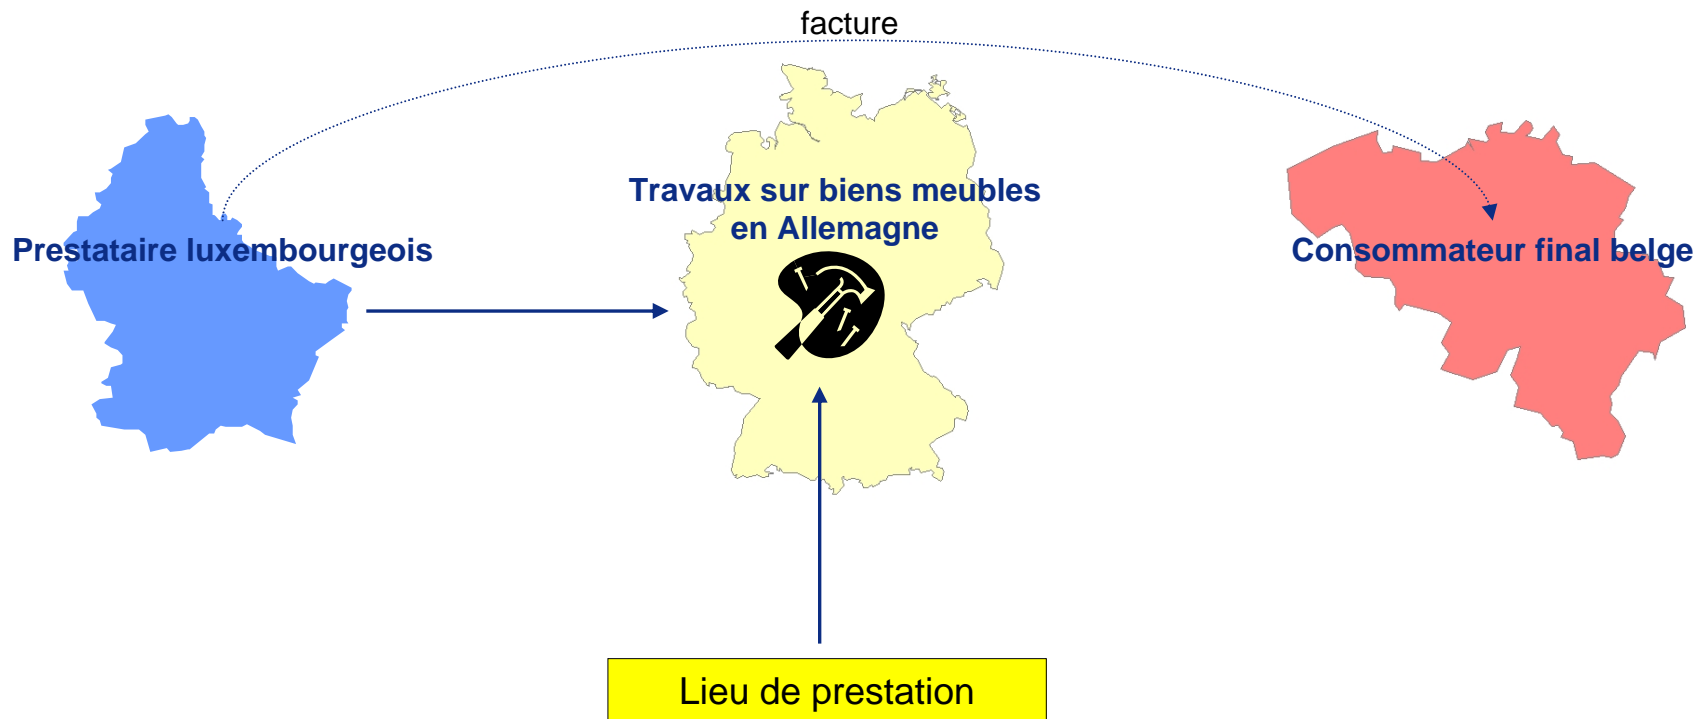 facture
Travaux sur biens meubles
en Allemagne
Prestataire luxembourgeois
Consommateur final belge
Lieu de prestation